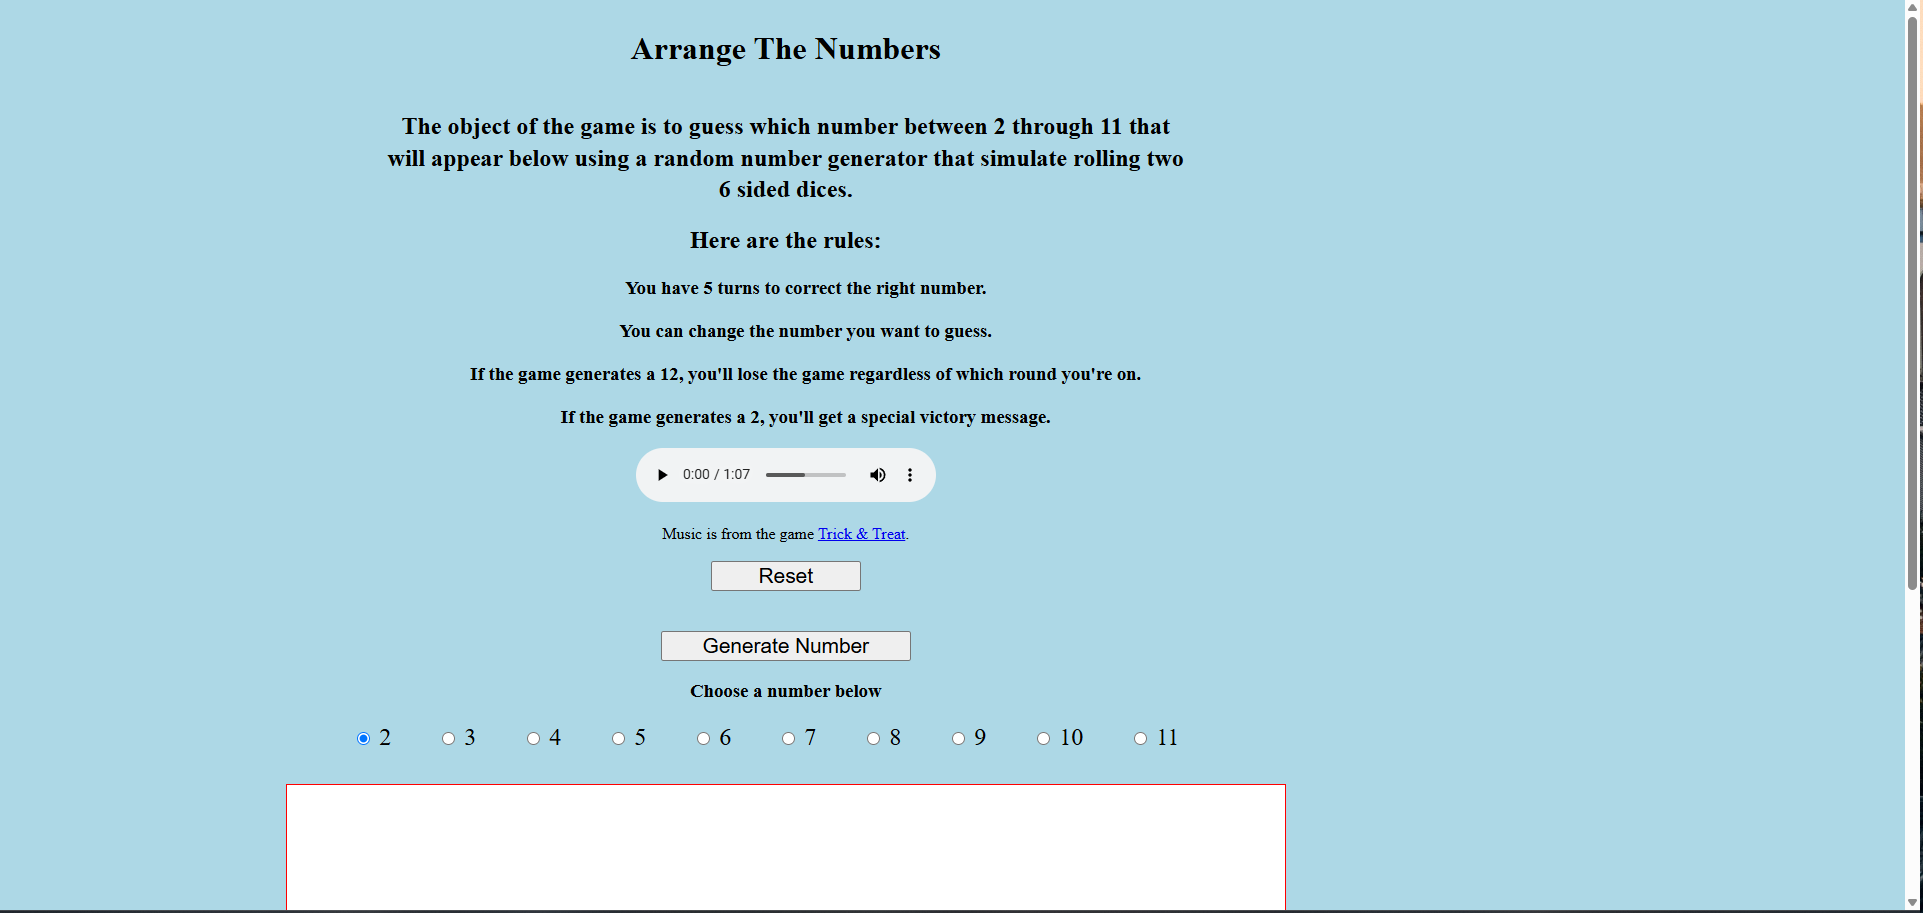 Arrange The Numbers
The object of the game is to guess which number between 2 through 11 that
will appear below using a random number generator that simulate rolling two
6 sided dices.
Here are the rules:
You have 5 turns to correct the right number.
You can change the number you want to guess.
If the game generates a 12, you'll lose the game regardless of which round you're on.
If the game generates a 2, you'll get a special victory message.
0:00 / 1:07
Music is from the game Trick & Treat.
Reset
Generate Number
Choose a number below
2 3 4 5 6 7 8 9 10 11